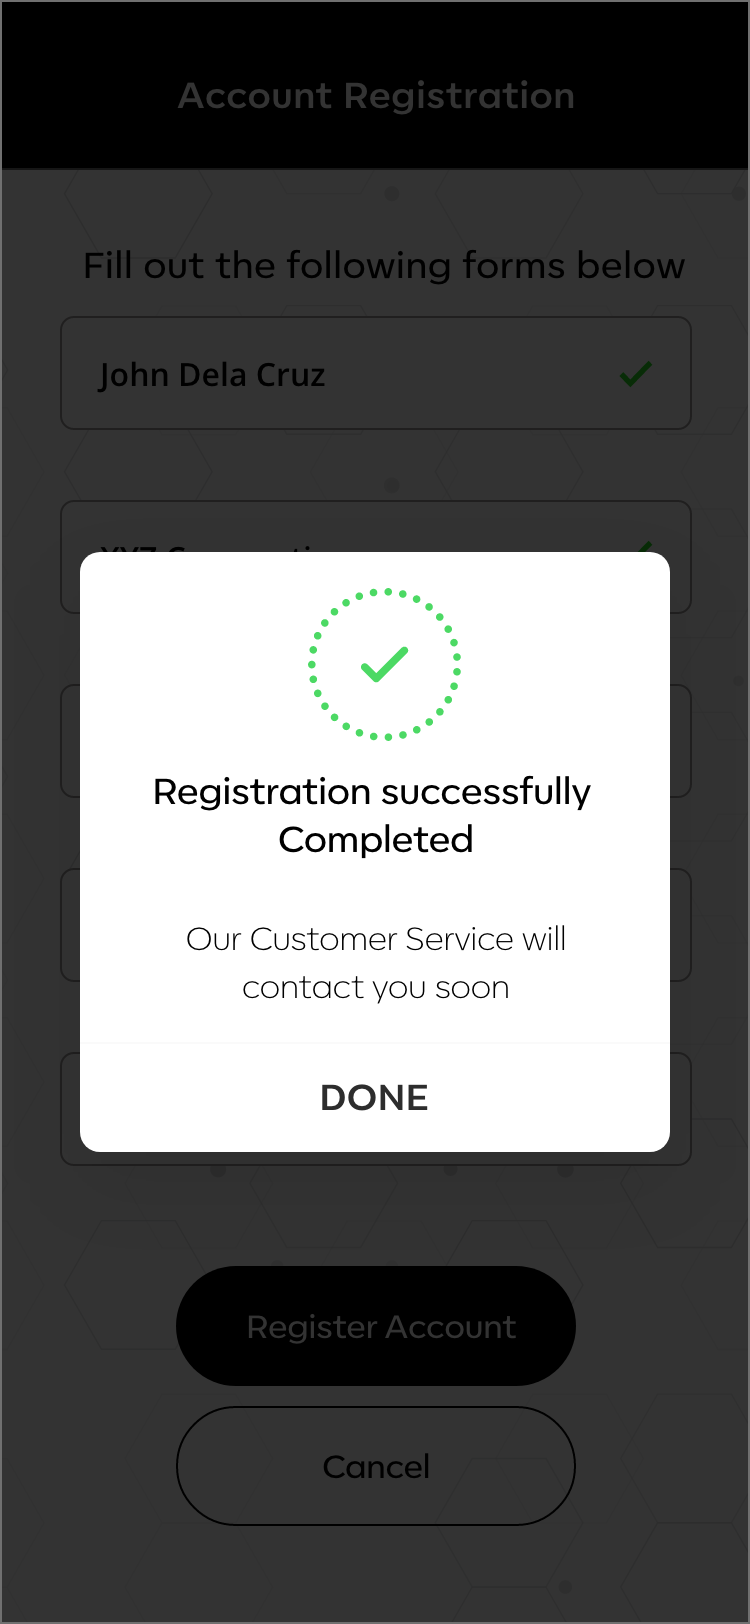 Account Registration
Fill out the following forms below
John Dela Cruz
Registration successfully
Completed
Our Customer Service will
contact you soon
DONE
Register Account
Cancel